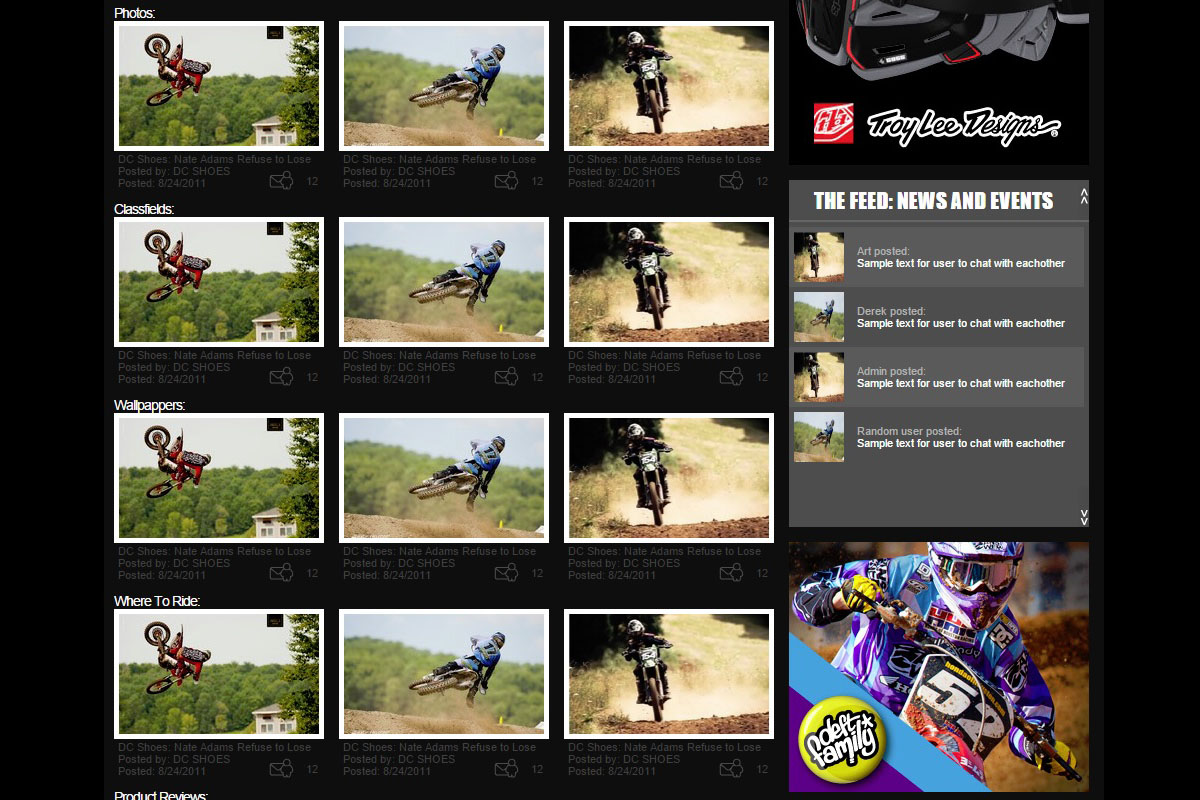 Photos:
DC Shoes: Nate Adams Refuse to Lose
Posted by: DC SHOES
Posted: 8/24/2011
12
DC Shoes: Nate Adams Refuse to Lose
Posted by: DC SHOES
Posted: 8/24/2011
12
DC Shoes: Nate Adams Refuse to Lose
Posted by: DC SHOES
Posted: 8/24/2011
12
Classfields:
DC Shoes: Nate Adams Refuse to Lose
Posted by: DC SHOES
Posted: 8/24/2011
12
DC Shoes: Nate Adams Refuse to Lose
Posted by: DC SHOES
Posted: 8/24/2011
12
DC Shoes: Nate Adams Refuse to Lose
Posted by: DC SHOES
Posted: 8/24/2011
12
Wallpappers:
DC Shoes: Nate Adams Refuse to Lose
Posted by: DC SHOES
Posted: 8/24/2011
12
DC Shoes: Nate Adams Refuse to Lose
Posted by: DC SHOES
Posted: 8/24/2011
12
DC Shoes: Nate Adams Refuse to Lose
Posted by: DC SHOES
Posted: 8/24/2011
12
Where To Ride:
DC Shoes: Nate Adams Refuse to Lose
Posted by: DC SHOES
Posted: 8/24/2011
12
DC Shoes: Nate Adams Refuse to Lose
Posted by: DC SHOES
Posted: 8/24/2011
12
DC Shoes: Nate Adams Refuse to Lose
Posted by: DC SHOES
Posted: 8/24/2011
12
Product Reviews:
Troy Lee Designs ®
THE FEED: NEWS AND EVENTS
Art posted:
Sample text for user to chat with eachother
Derek posted:
Sample text for user to chat with eachother
Admin posted:
Sample text for user to chat with eachother
Random user posted:
Sample text for user to chat with eachother
DC
deft
family